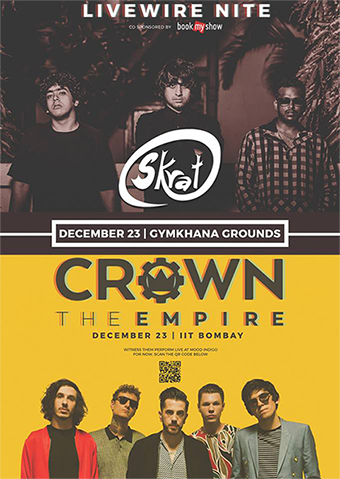 LIVEWIRE NITE
CO SPONSORED BY bookmyshow
Skrat
DECEMBER 23 | GYMKHANA GROUNDS
CROWN
THE EMPIRE
DECEMBER 23 | IIT BOMBAY
WITNESS THEM PERFORM LIVE AT MOOD INDIGO
FOR NOW, SCAN THE QR CODE BELOW